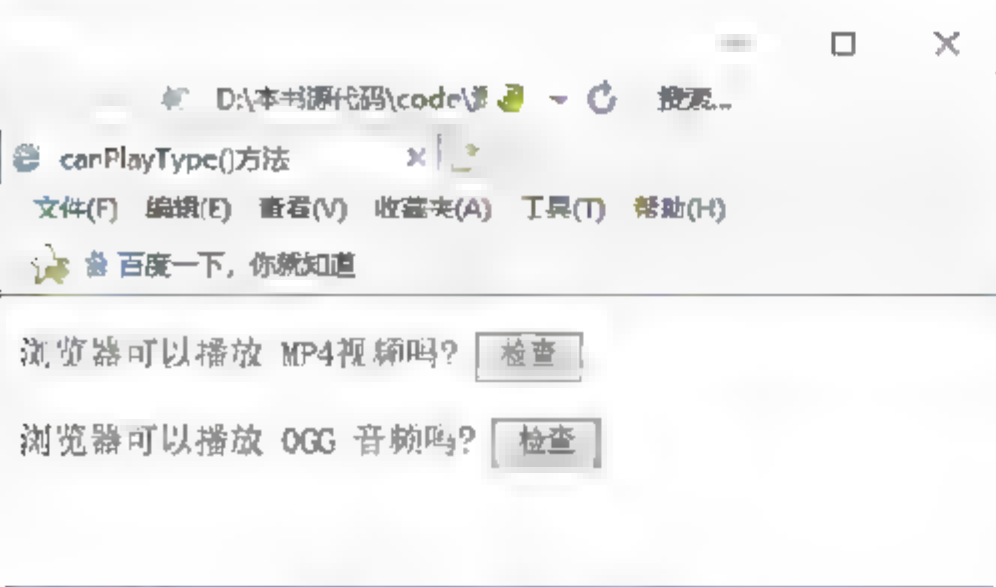 D:\本书源代码\code\ 搜索...
canPlayType()方法
文件(F) 编辑(E) 查看(V) 收藏夹(A) 工具(T) 帮助(H)
百度一下，你就知道
浏览器可以播放 MP4视频吗? 检查
浏览器可以播放 OGG 音频吗? 检查